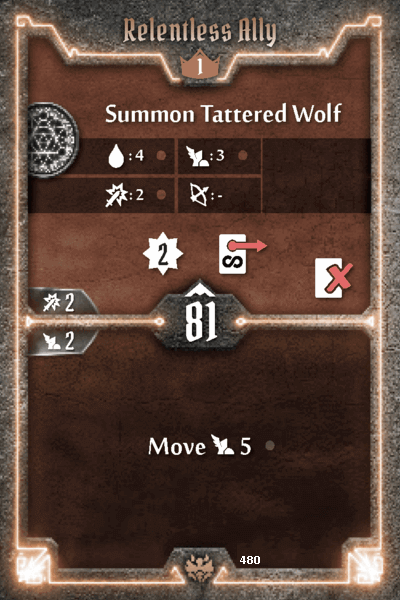 Relentless Ally
1
Summon Tattered Wolf
:4 :3
:2 :-
2
2
81
2
Move 5
480